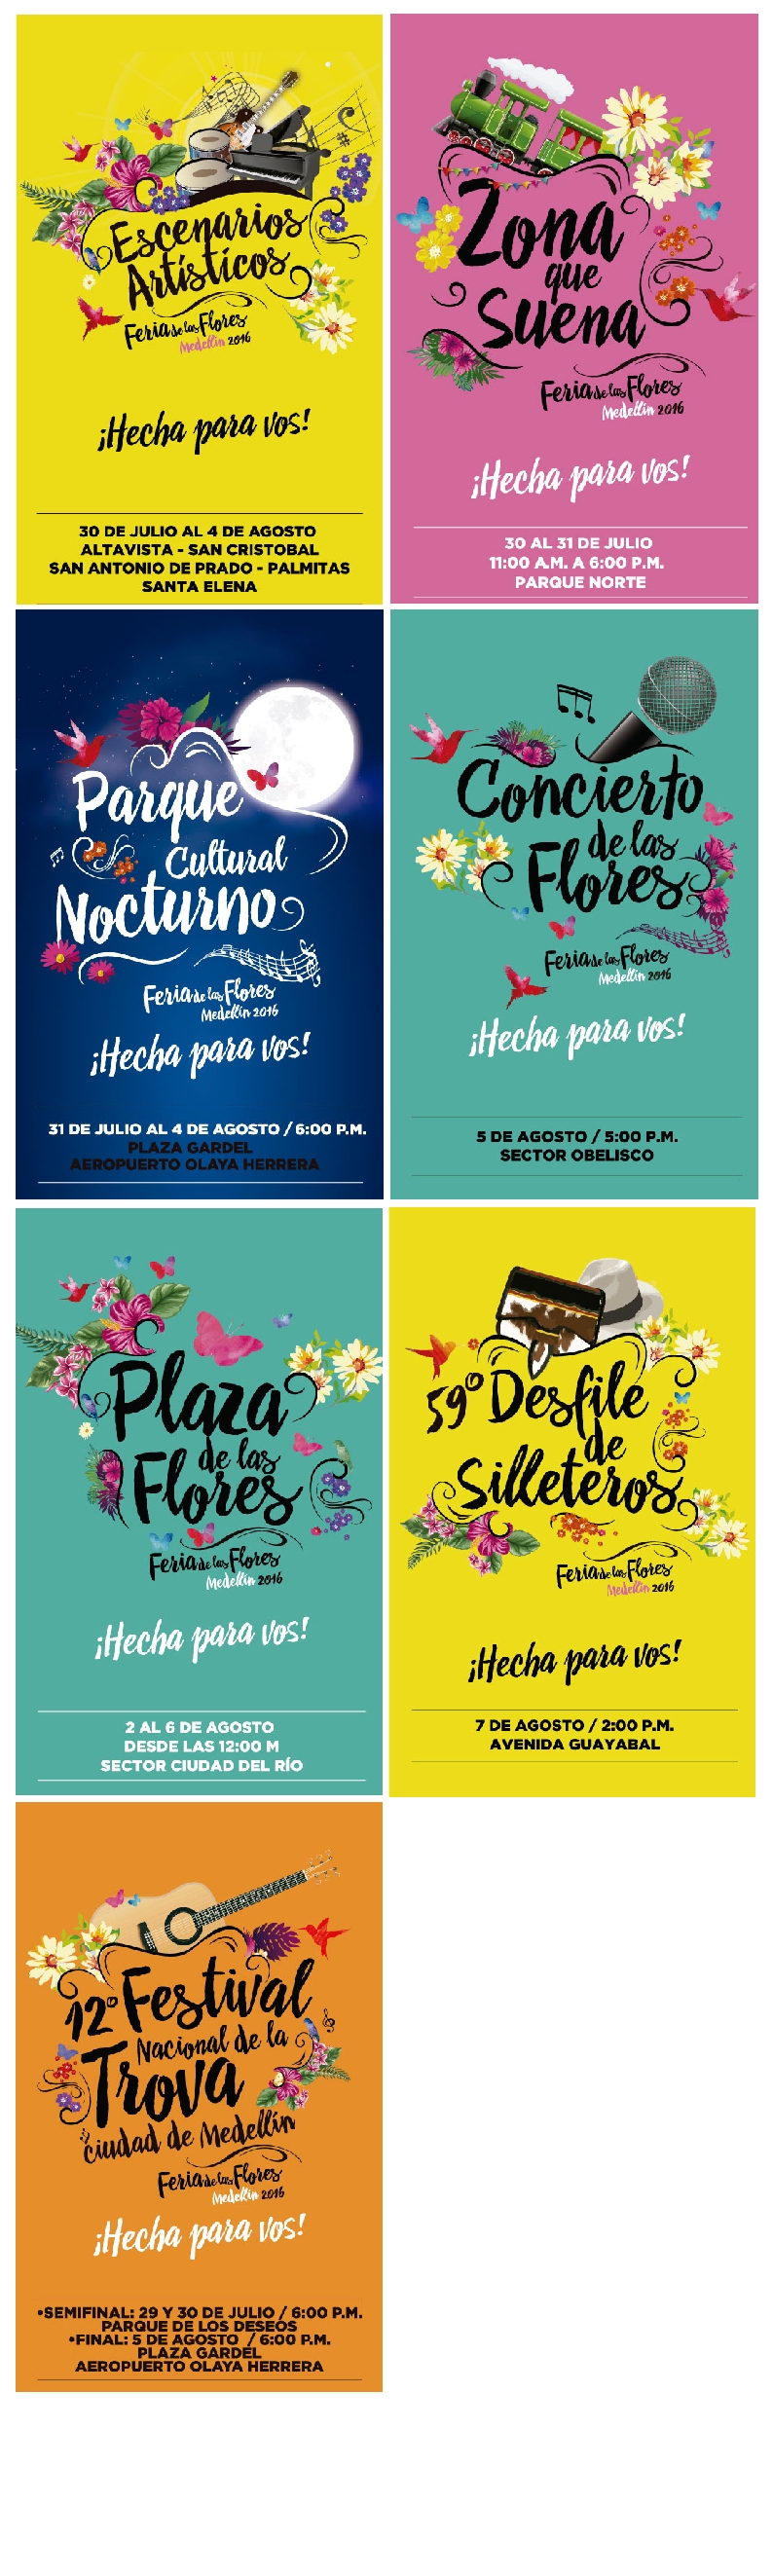 Escenarios
Artísticos
Feria de las Flores
Medellín 2016
¡Hecha para vos!
30 DE JULIO AL 4 DE AGOSTO
ALTAVISTA - SAN CRISTOBAL
SAN ANTONIO DE PRADO - PALMITAS
SANTA ELENA
Zona
que
Suena
Feria de las Flores
Medellín 2016
¡Hecha para vos!
30 AL 31 DE JULIO
11:00 A.M. A 6:00 P.M.
PARQUE NORTE
Parque
Cultural
Nocturno
Feria de las Flores
Medellín 2016
¡Hecha para vos!
31 DE JULIO AL 4 DE AGOSTO / 6:00 P.M.
PLAZA GARDEL
AEROPUERTO OLAYA HERRERA
Concierto
de las
Flores
Feria de las Flores
Medellín 2016
¡Hecha para vos!
5 DE AGOSTO / 5:00 P.M.
SECTOR OBELISCO
Plaza
de las
Flores
Feria de las Flores
Medellín 2016
¡Hecha para vos!
2 AL 6 DE AGOSTO
DESDE LAS 12:00 M
SECTOR CIUDAD DEL RÍO
59º Desfile
de
Silleteros
Feria de las Flores
Medellín 2016
¡Hecha para vos!
7 DE AGOSTO / 2:00 P.M.
AVENIDA GUAYABAL
12º Festival
Nacional de la
Trova
ciudad de Medellín
Feria de las Flores
Medellín 2016
¡Hecha para vos!
•SEMIFINAL: 29 Y 30 DE JULIO / 6:00 P.M.
PARQUE DE LOS DESEOS
•FINAL: 5 DE AGOSTO / 6:00 P.M.
PLAZA GARDEL
AEROPUERTO OLAYA HERRERA